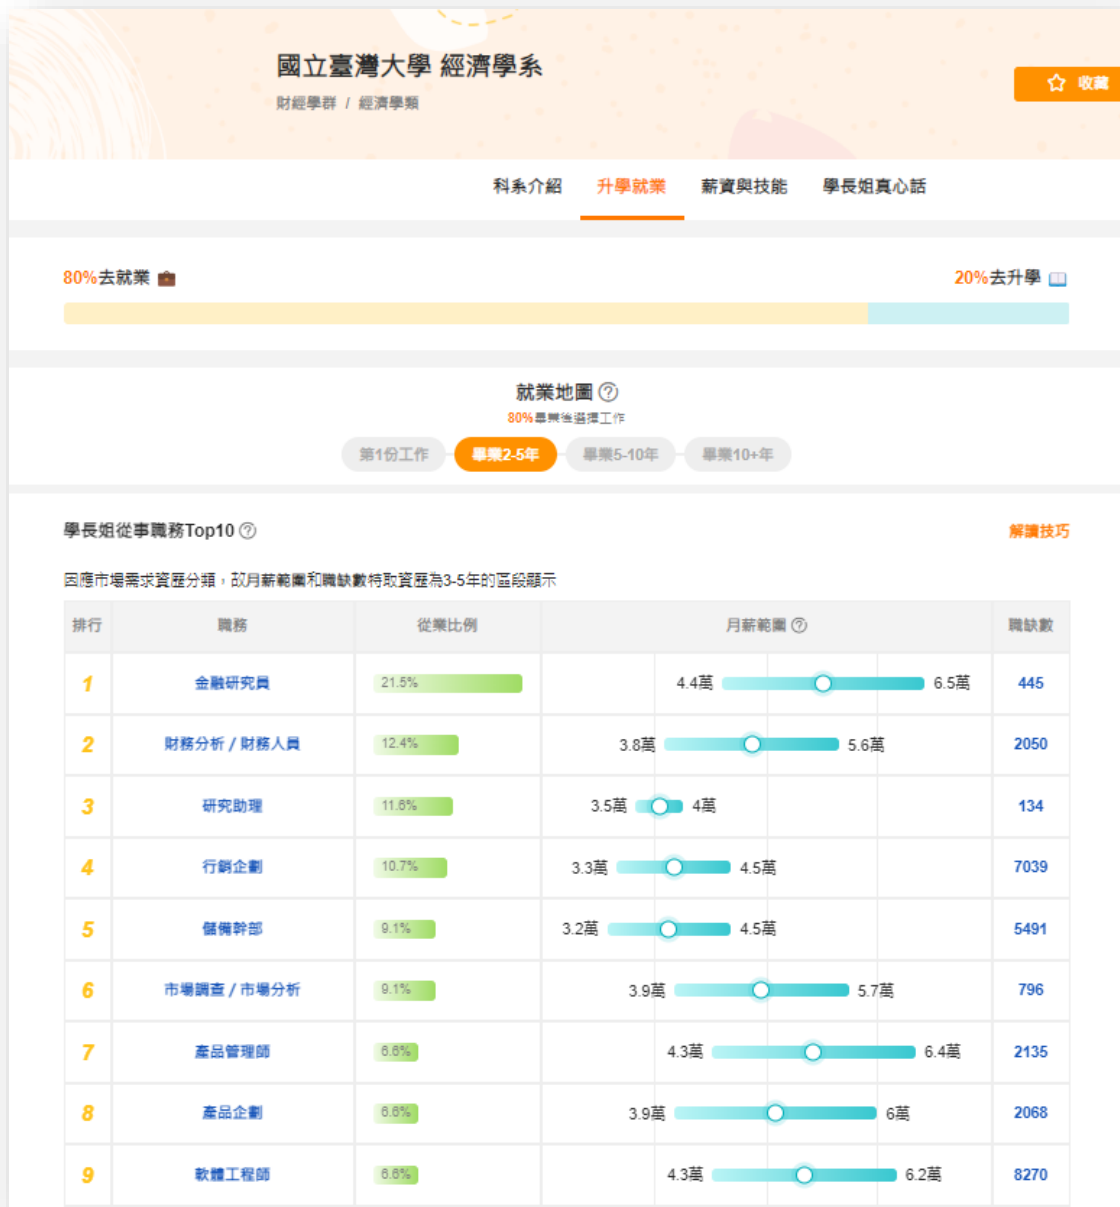 國立臺灣大學 經濟學系
財經學群 / 經濟學類
收藏
科系介紹 升學就業 薪資與技能 學長姐真心話
80%去就業 20%去升學
就業地圖
80%畢業後選擇工作
第1份工作 畢業2-5年 畢業5-10年 畢業10+年
學長姐從事職務Top10 解讀技巧
因應市場需求資歷分類，故月薪範圍和職缺數特取資歷為3-5年的區段顯示
排行 職務 從業比例 月薪範圍 職缺數
1 金融研究員 21.5% 4.4萬 6.5萬 445
2 財務分析 / 財務人員 12.4% 3.8萬 5.6萬 2050
3 研究助理 11.6% 3.5萬 4萬 134
4 行銷企劃 10.7% 3.3萬 4.5萬 7039
5 儲備幹部 9.1% 3.2萬 4.5萬 5491
6 市場調查 / 市場分析 9.1% 3.9萬 5.7萬 796
7 產品管理師 6.6% 4.3萬 6.4萬 2135
8 產品企劃 6.6% 3.9萬 6萬 2068
9 軟體工程師 6.6% 4.3萬 6.2萬 8270